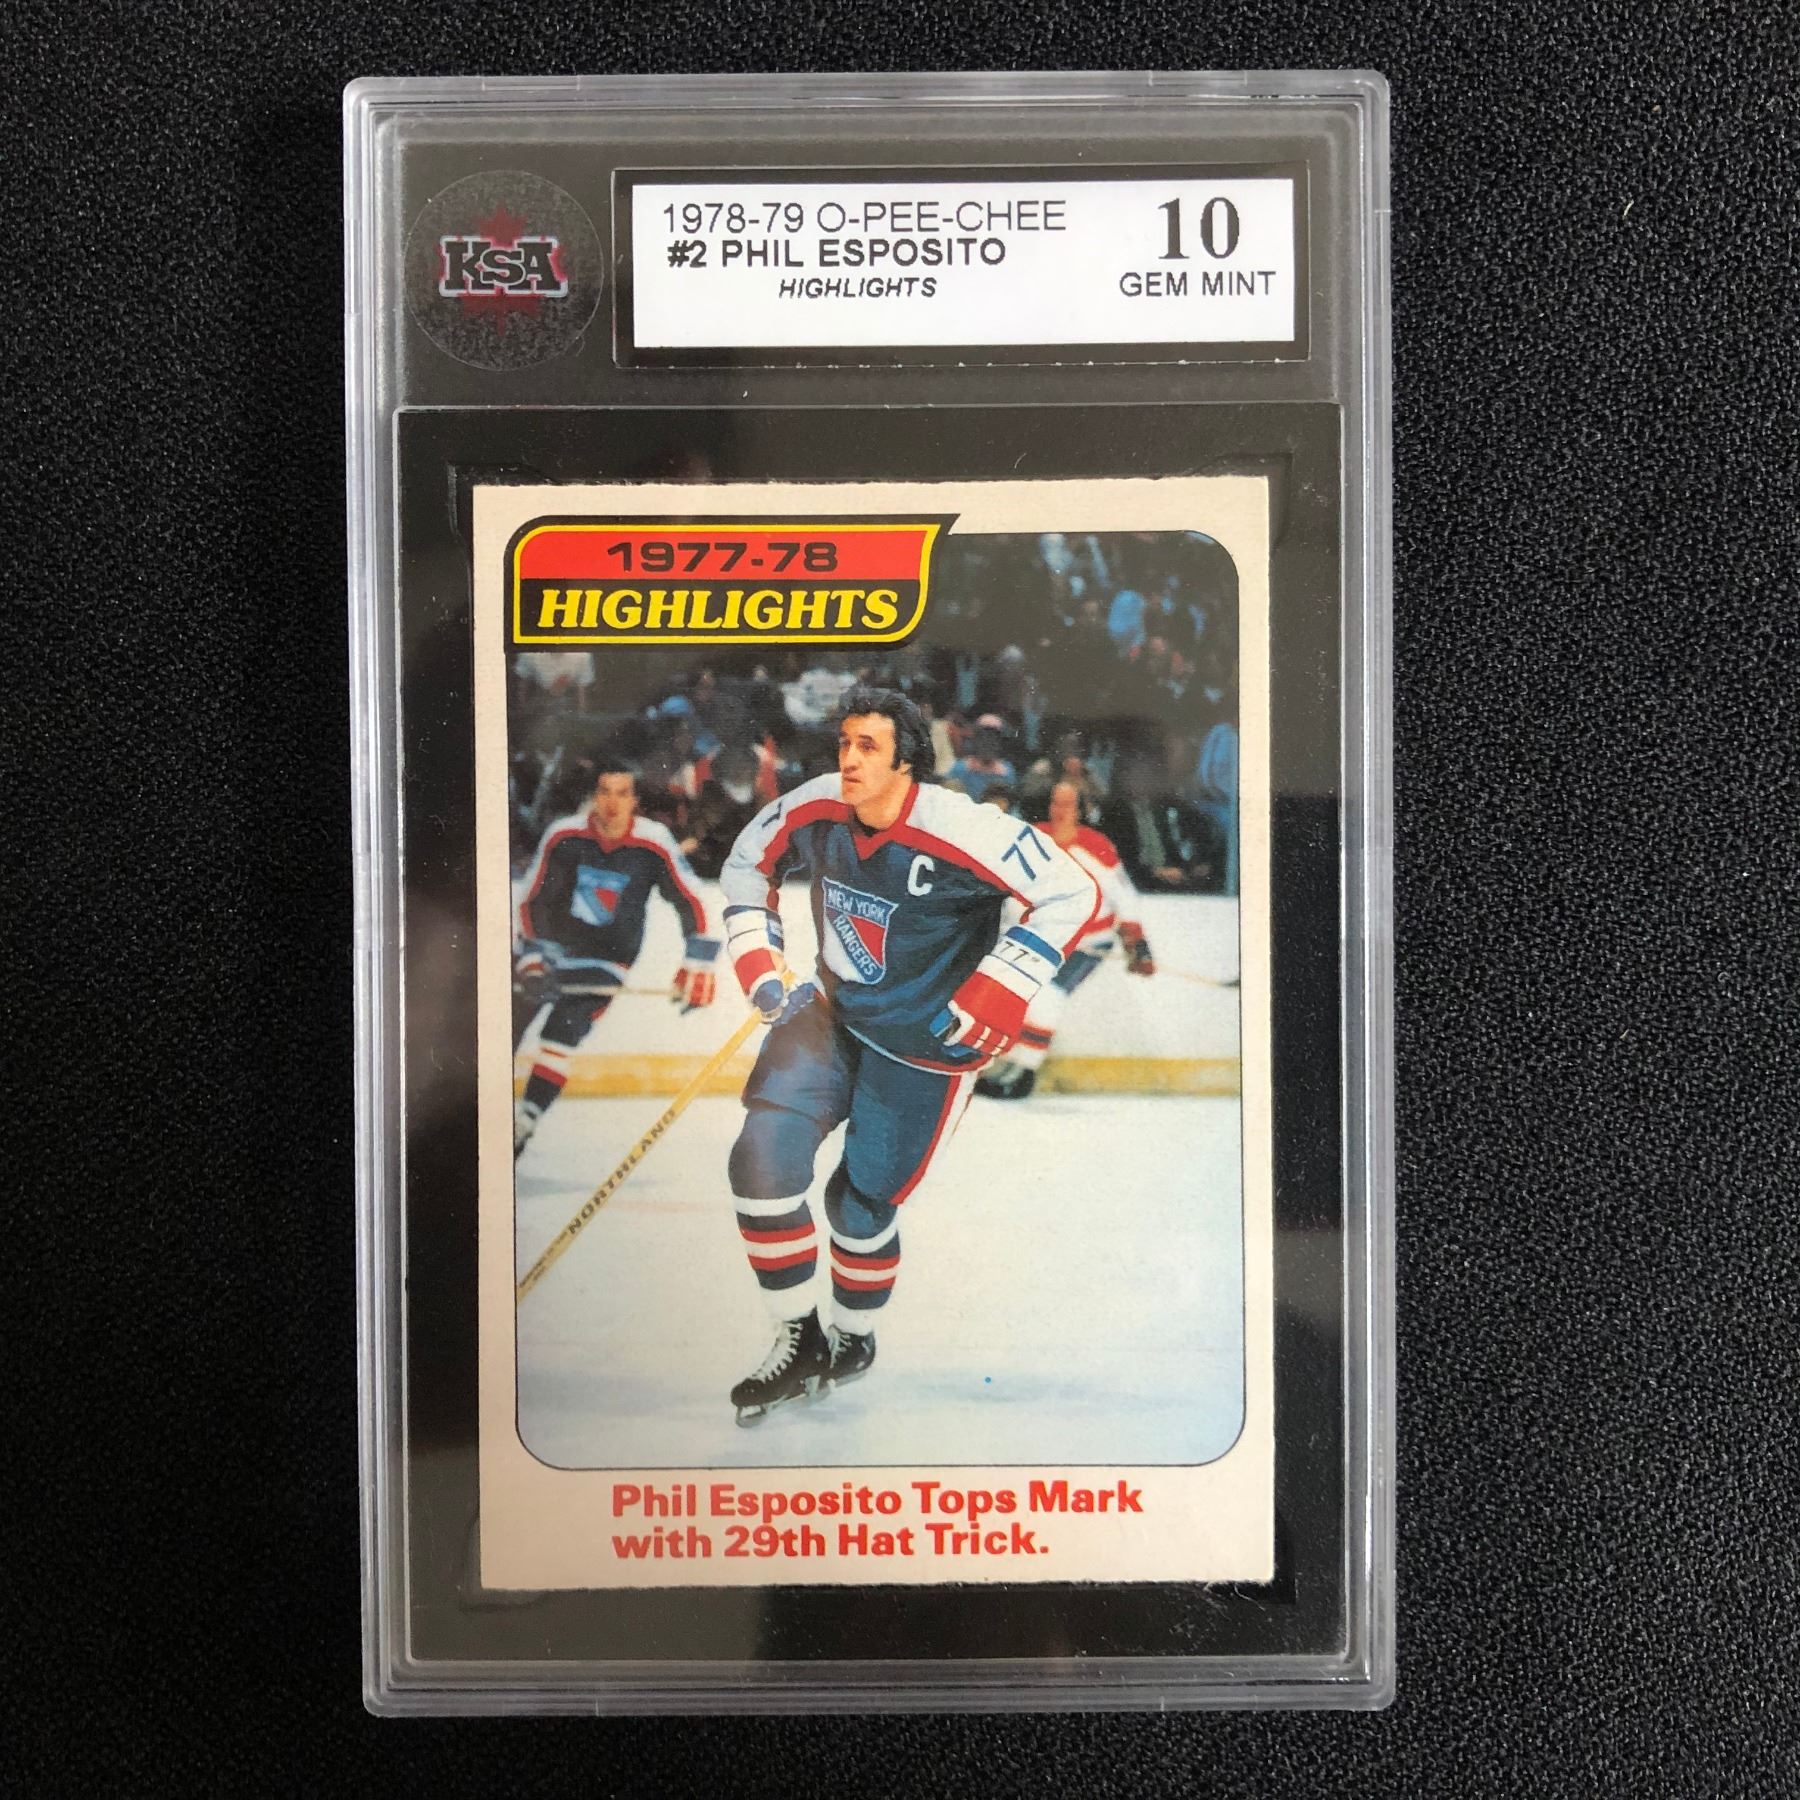 KSA
1978-79 O-PEE-CHEE
#2 PHIL ESPOSITO
HIGHLIGHTS
10
GEM MINT
1977-78
HIGHLIGHTS
77
C
NEW YORK
RANGERS
77
NORTHLAND
Phil Esposito Tops Mark
with 29th Hat Trick.